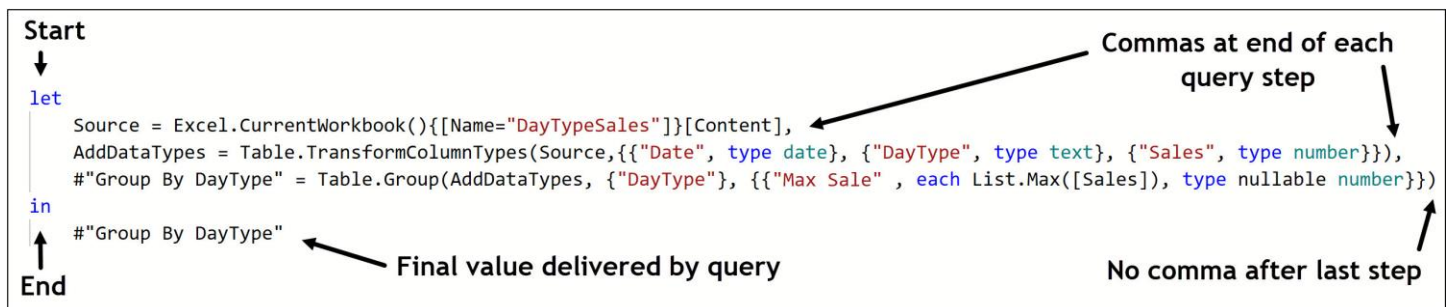 Start
Commas at end of each
query step
let
Source = Excel.CurrentWorkbook(){[Name="DayTypeSales"]}[Content],
AddDataTypes = Table.TransformColumnTypes(Source,{{"Date", type date}, {"DayType", type text}, {"Sales", type number}}),
#"Group By DayType" = Table.Group(AddDataTypes, {"DayType"}, {{"Max Sale" , each List.Max([Sales]), type nullable number}})
in
#"Group By DayType"
Final value delivered by query
No comma after last step
End